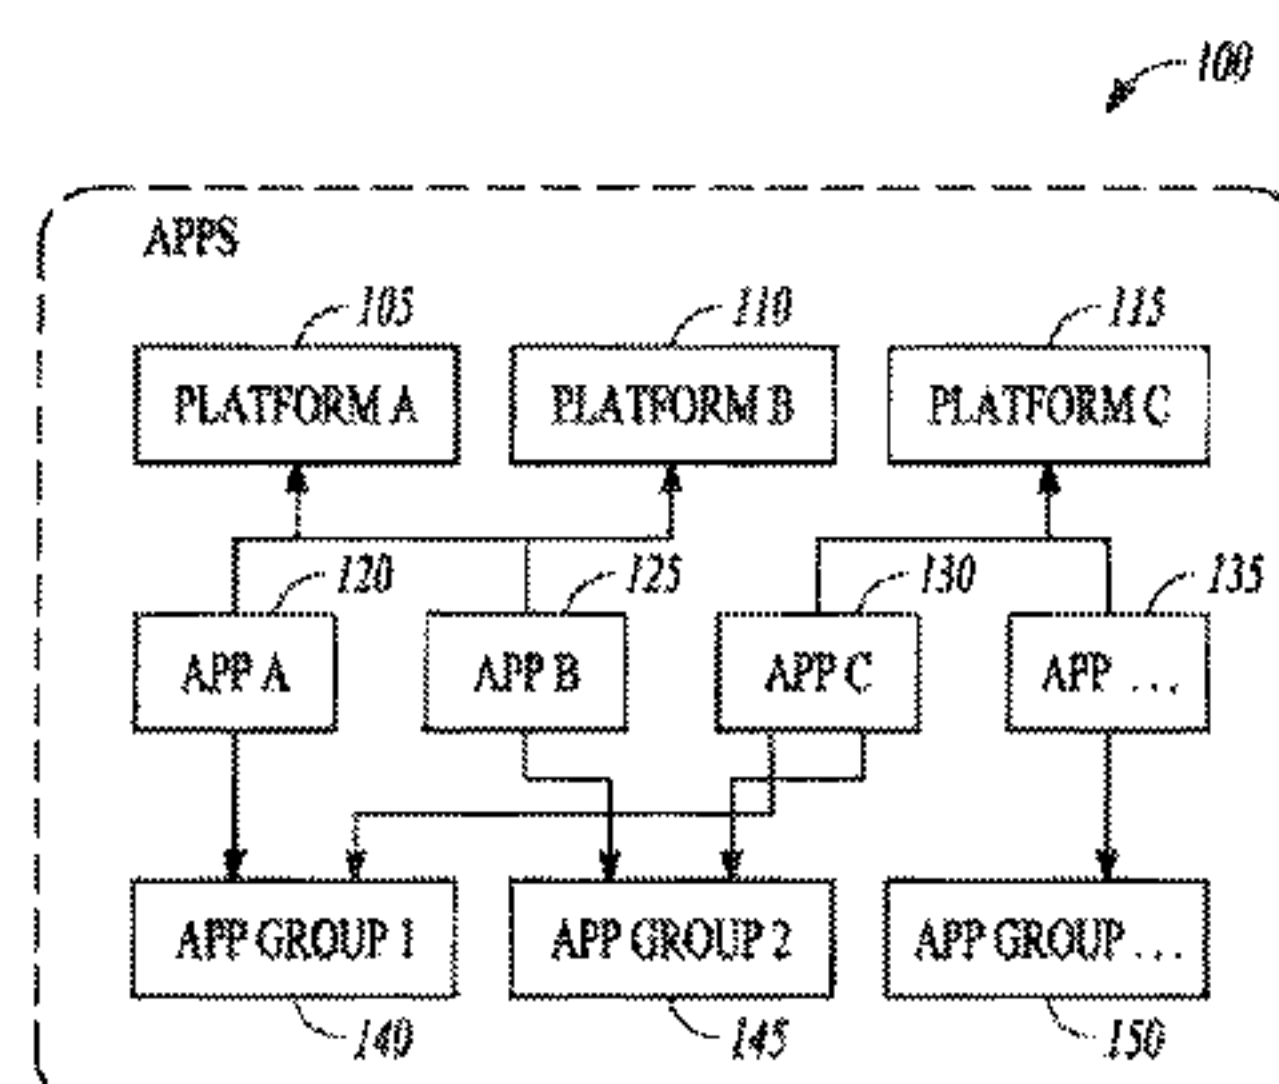 100
APPS
105 110 115
PLATFORM A PLATFORM B PLATFORM C
120 125 130 135
APP A APP B APP C APP ...
APP GROUP 1 APP GROUP 2 APP GROUP ...
140 145 150